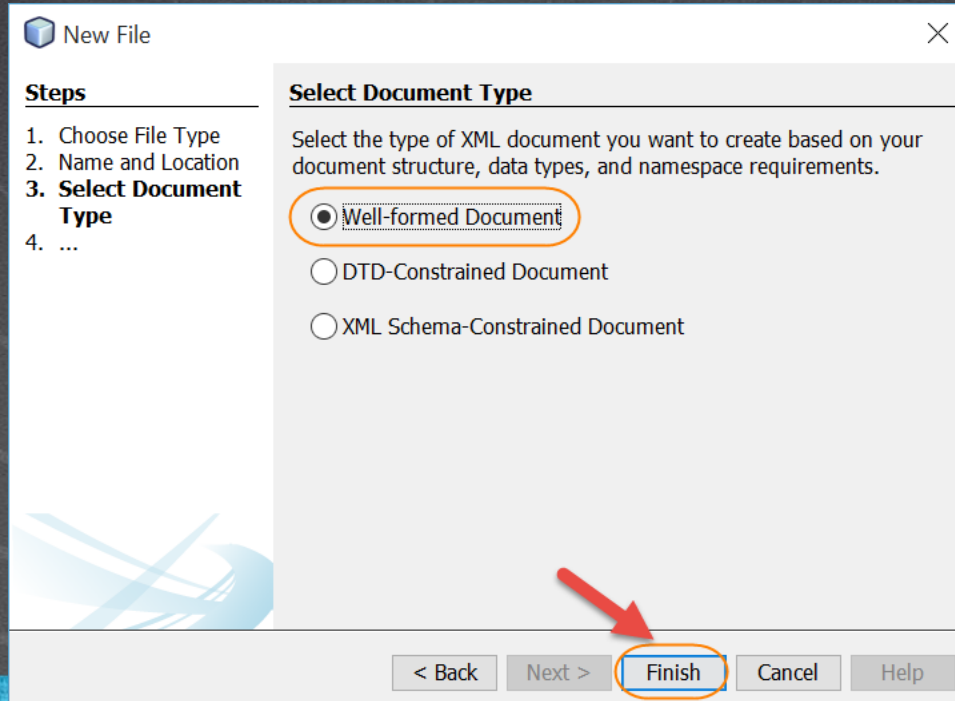 New File
Steps
1. Choose File Type
2. Name and Location
3. Select Document
Type
4. ...
Select Document Type
Select the type of XML document you want to create based on your
document structure, data types, and namespace requirements.
Well-formed Document
DTD-Constrained Document
XML Schema-Constrained Document
< Back
Next >
Finish
Cancel
Help